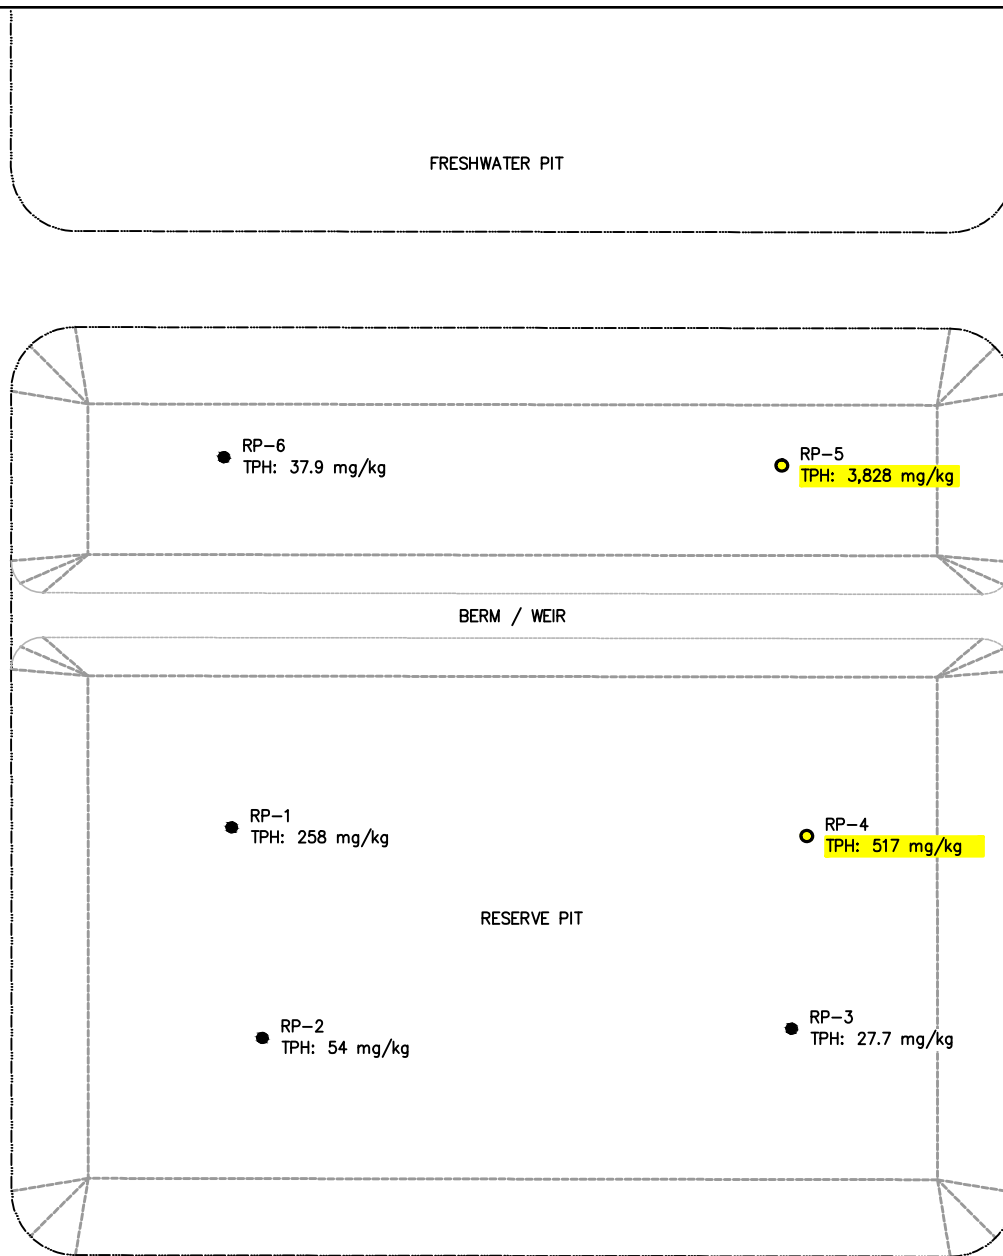 FRESHWATER PIT
RP-6
TPH: 37.9 mg/kg
RP-5
TPH: 3,828 mg/kg
BERM / WEIR
RP-1
TPH: 258 mg/kg
RP-4
TPH: 517 mg/kg
RESERVE PIT
RP-2
TPH: 54 mg/kg
RP-3
TPH: 27.7 mg/kg